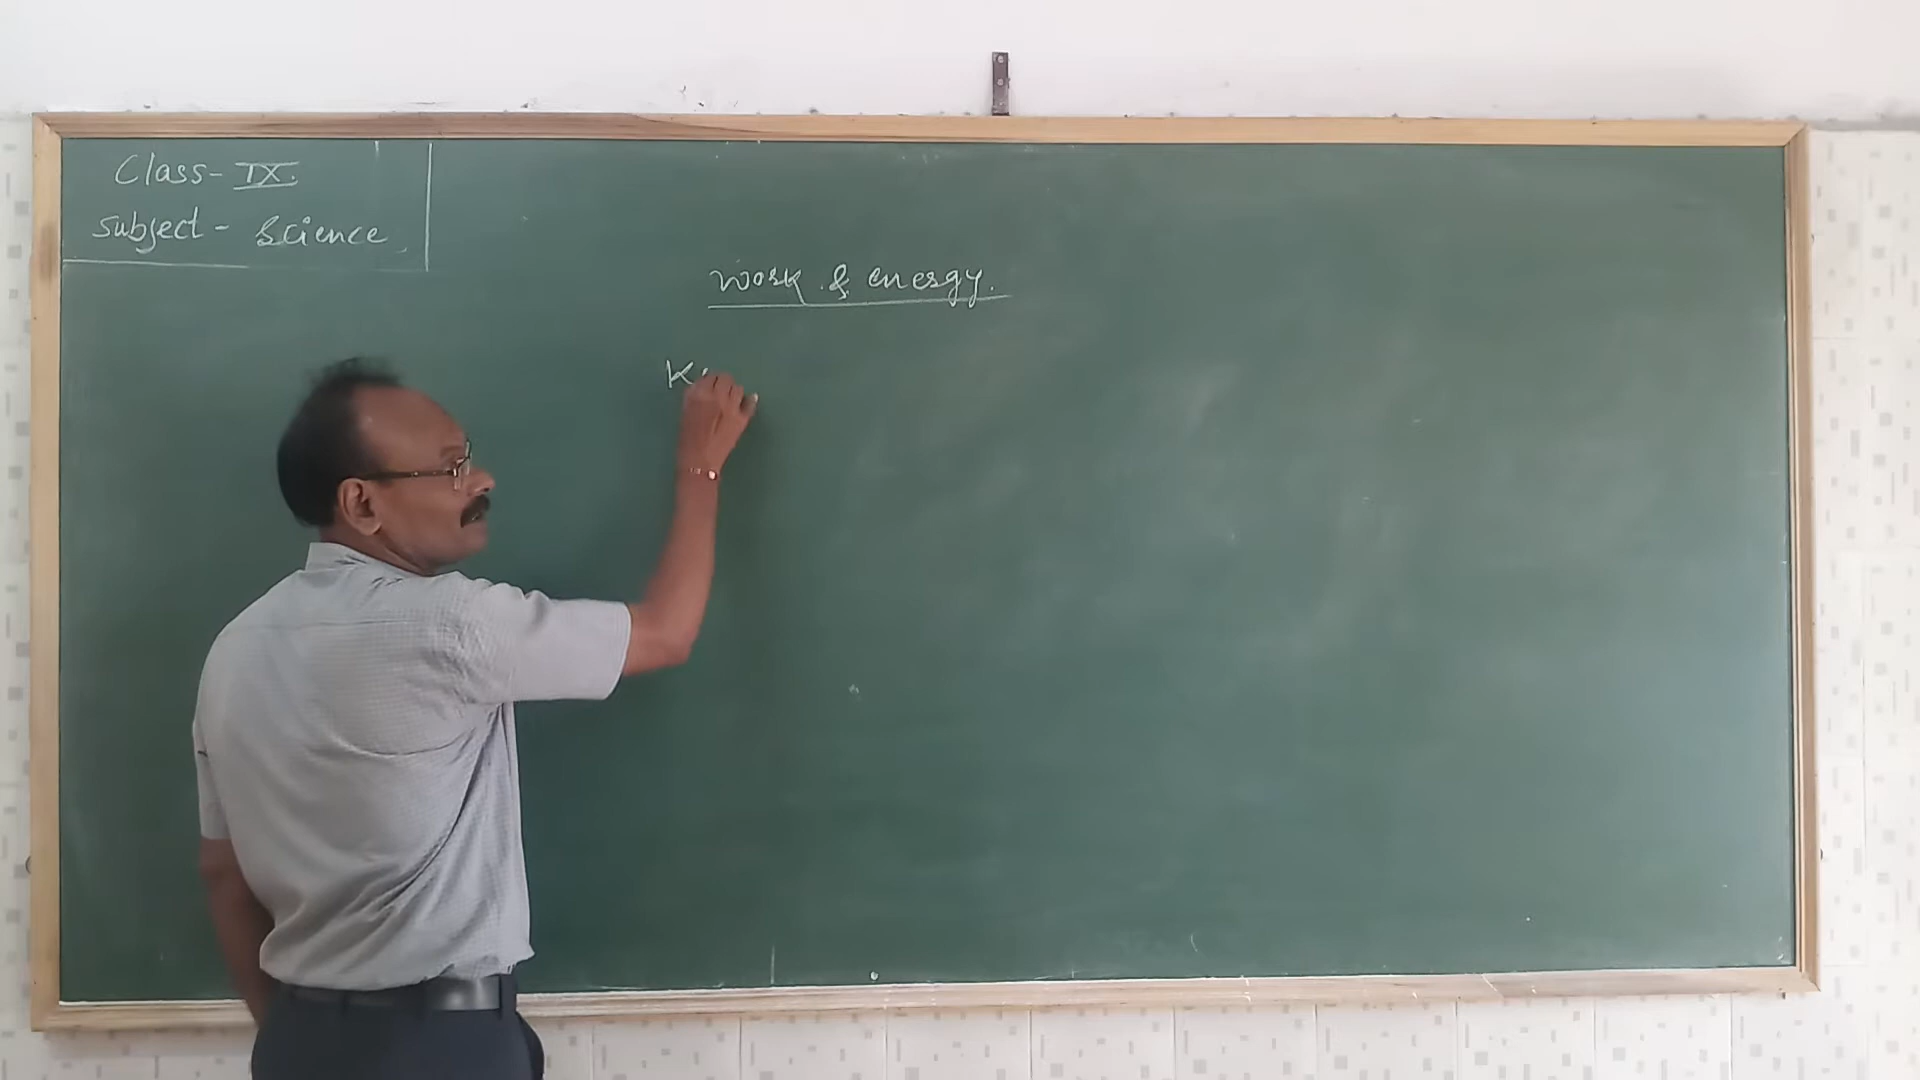 Class- IX.
Subject - Science
Work & energy.
K